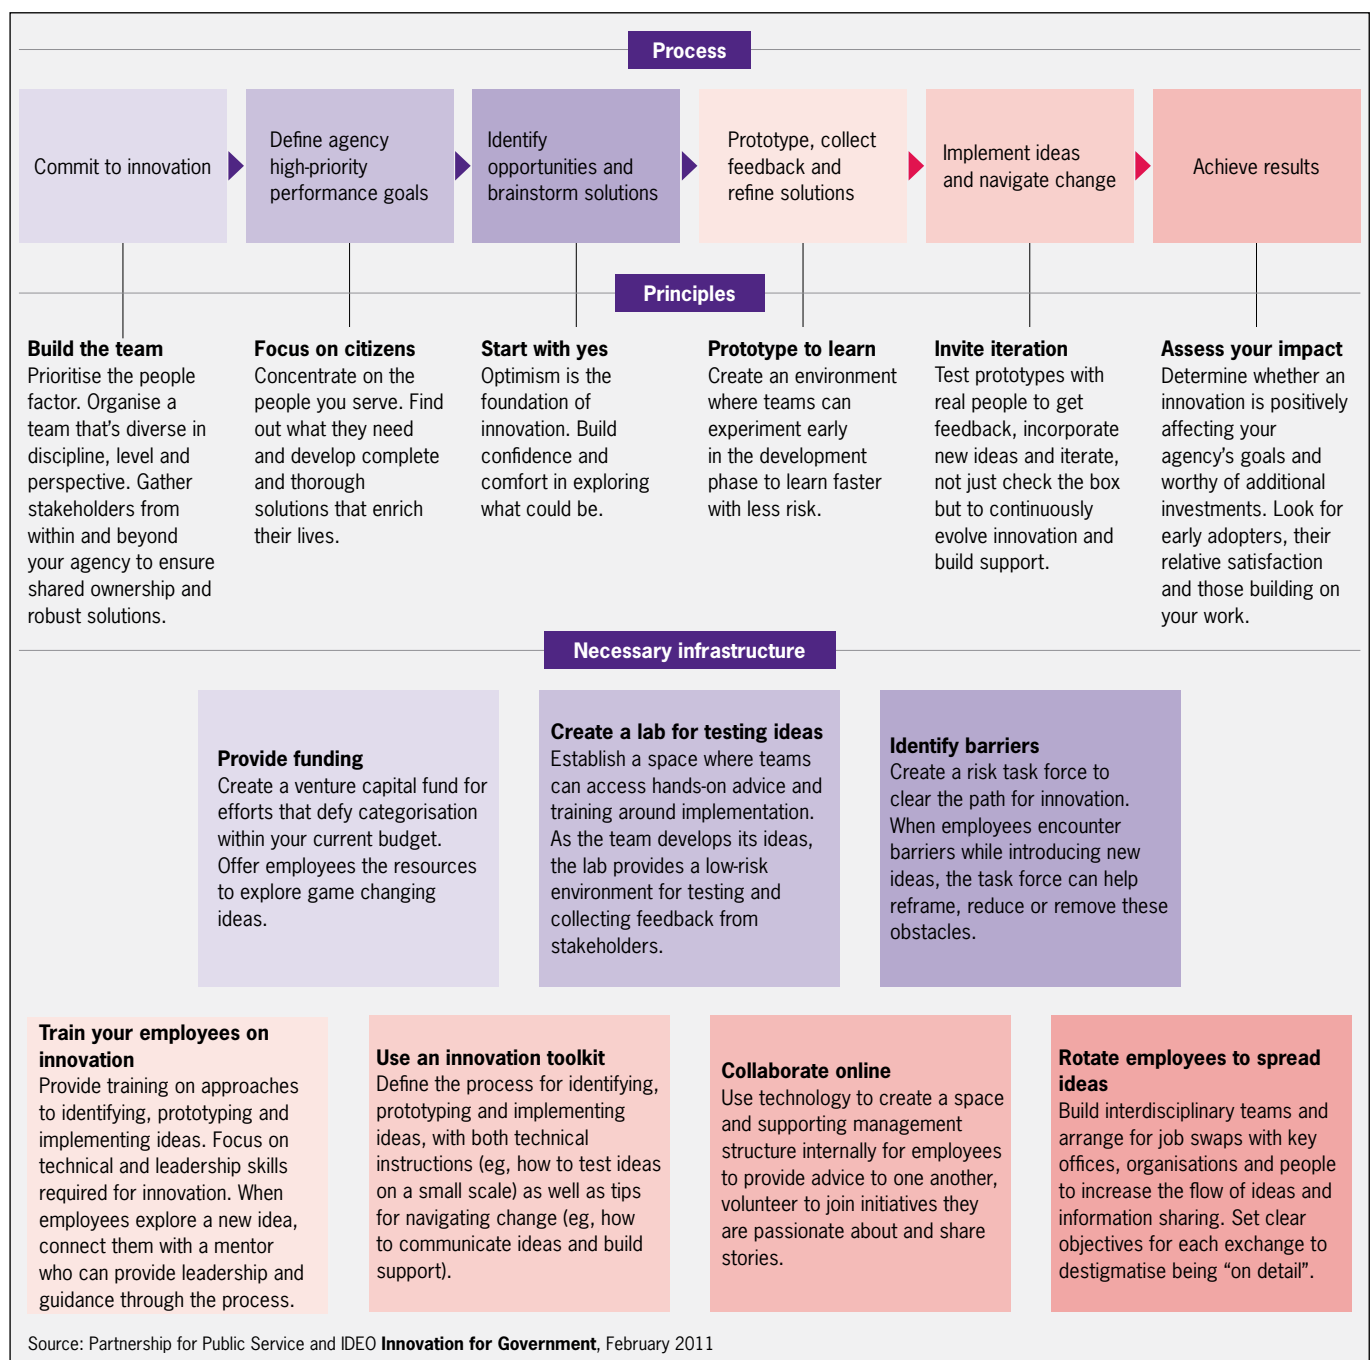 Process
Commit to innovation
Define agency
high-priority
performance goals
Identify
opportunities and
brainstorm solutions
Prototype, collect
feedback and
refine solutions
Implement ideas
and navigate change
Achieve results
Principles
Build the team
Prioritise the people
factor. Organise a
team that's diverse in
discipline, level and
perspective. Gather
stakeholders from
within and beyond
your agency to ensure
shared ownership and
robust solutions.
Focus on citizens
Concentrate on the
people you serve. Find
out what they need
and develop complete
and thorough
solutions that enrich
their lives.
Start with yes
Optimism is the
foundation of
innovation. Build
confidence and
comfort in exploring
what could be.
Prototype to learn
Create an environment
where teams can
experiment early
in the development
phase to learn faster
with less risk.
Invite iteration
Test prototypes with
real people to get
feedback, incorporate
new ideas and iterate,
not just check the box
but to continuously
evolve innovation and
build support.
Assess your impact
Determine whether an
innovation is positively
affecting your
agency's goals and
worthy of additional
investments. Look for
early adopters, their
relative satisfaction
and those building on
your work.
Necessary infrastructure
Provide funding
Create a venture capital fund for
efforts that defy categorisation
within your current budget.
Offer employees the resources
to explore game changing
ideas.
Create a lab for testing ideas
Establish a space where teams
can access hands-on advice and
training around implementation.
As the team develops its ideas,
the lab provides a low-risk
environment for testing and
collecting feedback from
stakeholders.
Identify barriers
Create a risk task force to
clear the path for innovation.
When employees encounter
barriers while introducing new
ideas, the task force can help
reframe, reduce or remove these
obstacles.
Train your employees on
innovation
Provide training on approaches
to identifying, prototyping and
implementing ideas. Focus on
technical and leadership skills
required for innovation. When
employees explore a new idea,
connect them with a mentor
who can provide leadership and
guidance through the process.
Use an innovation toolkit
Define the process for identifying,
prototyping and implementing
ideas, with both technical
instructions (eg, how to test ideas
on a small scale) as well as tips
for navigating change (eg, how
to communicate ideas and build
support).
Collaborate online
Use technology to create a space
and supporting management
structure internally for employees
to provide advice to one another,
volunteer to join initiatives they
are passionate about and share
stories.
Rotate employees to spread
ideas
Build interdisciplinary teams and
arrange for job swaps with key
offices, organisations and people
to increase the flow of ideas and
information sharing. Set clear
objectives for each exchange to
destigmatise being “on detail”.
Source: Partnership for Public Service and IDEO Innovation for Government, February 2011